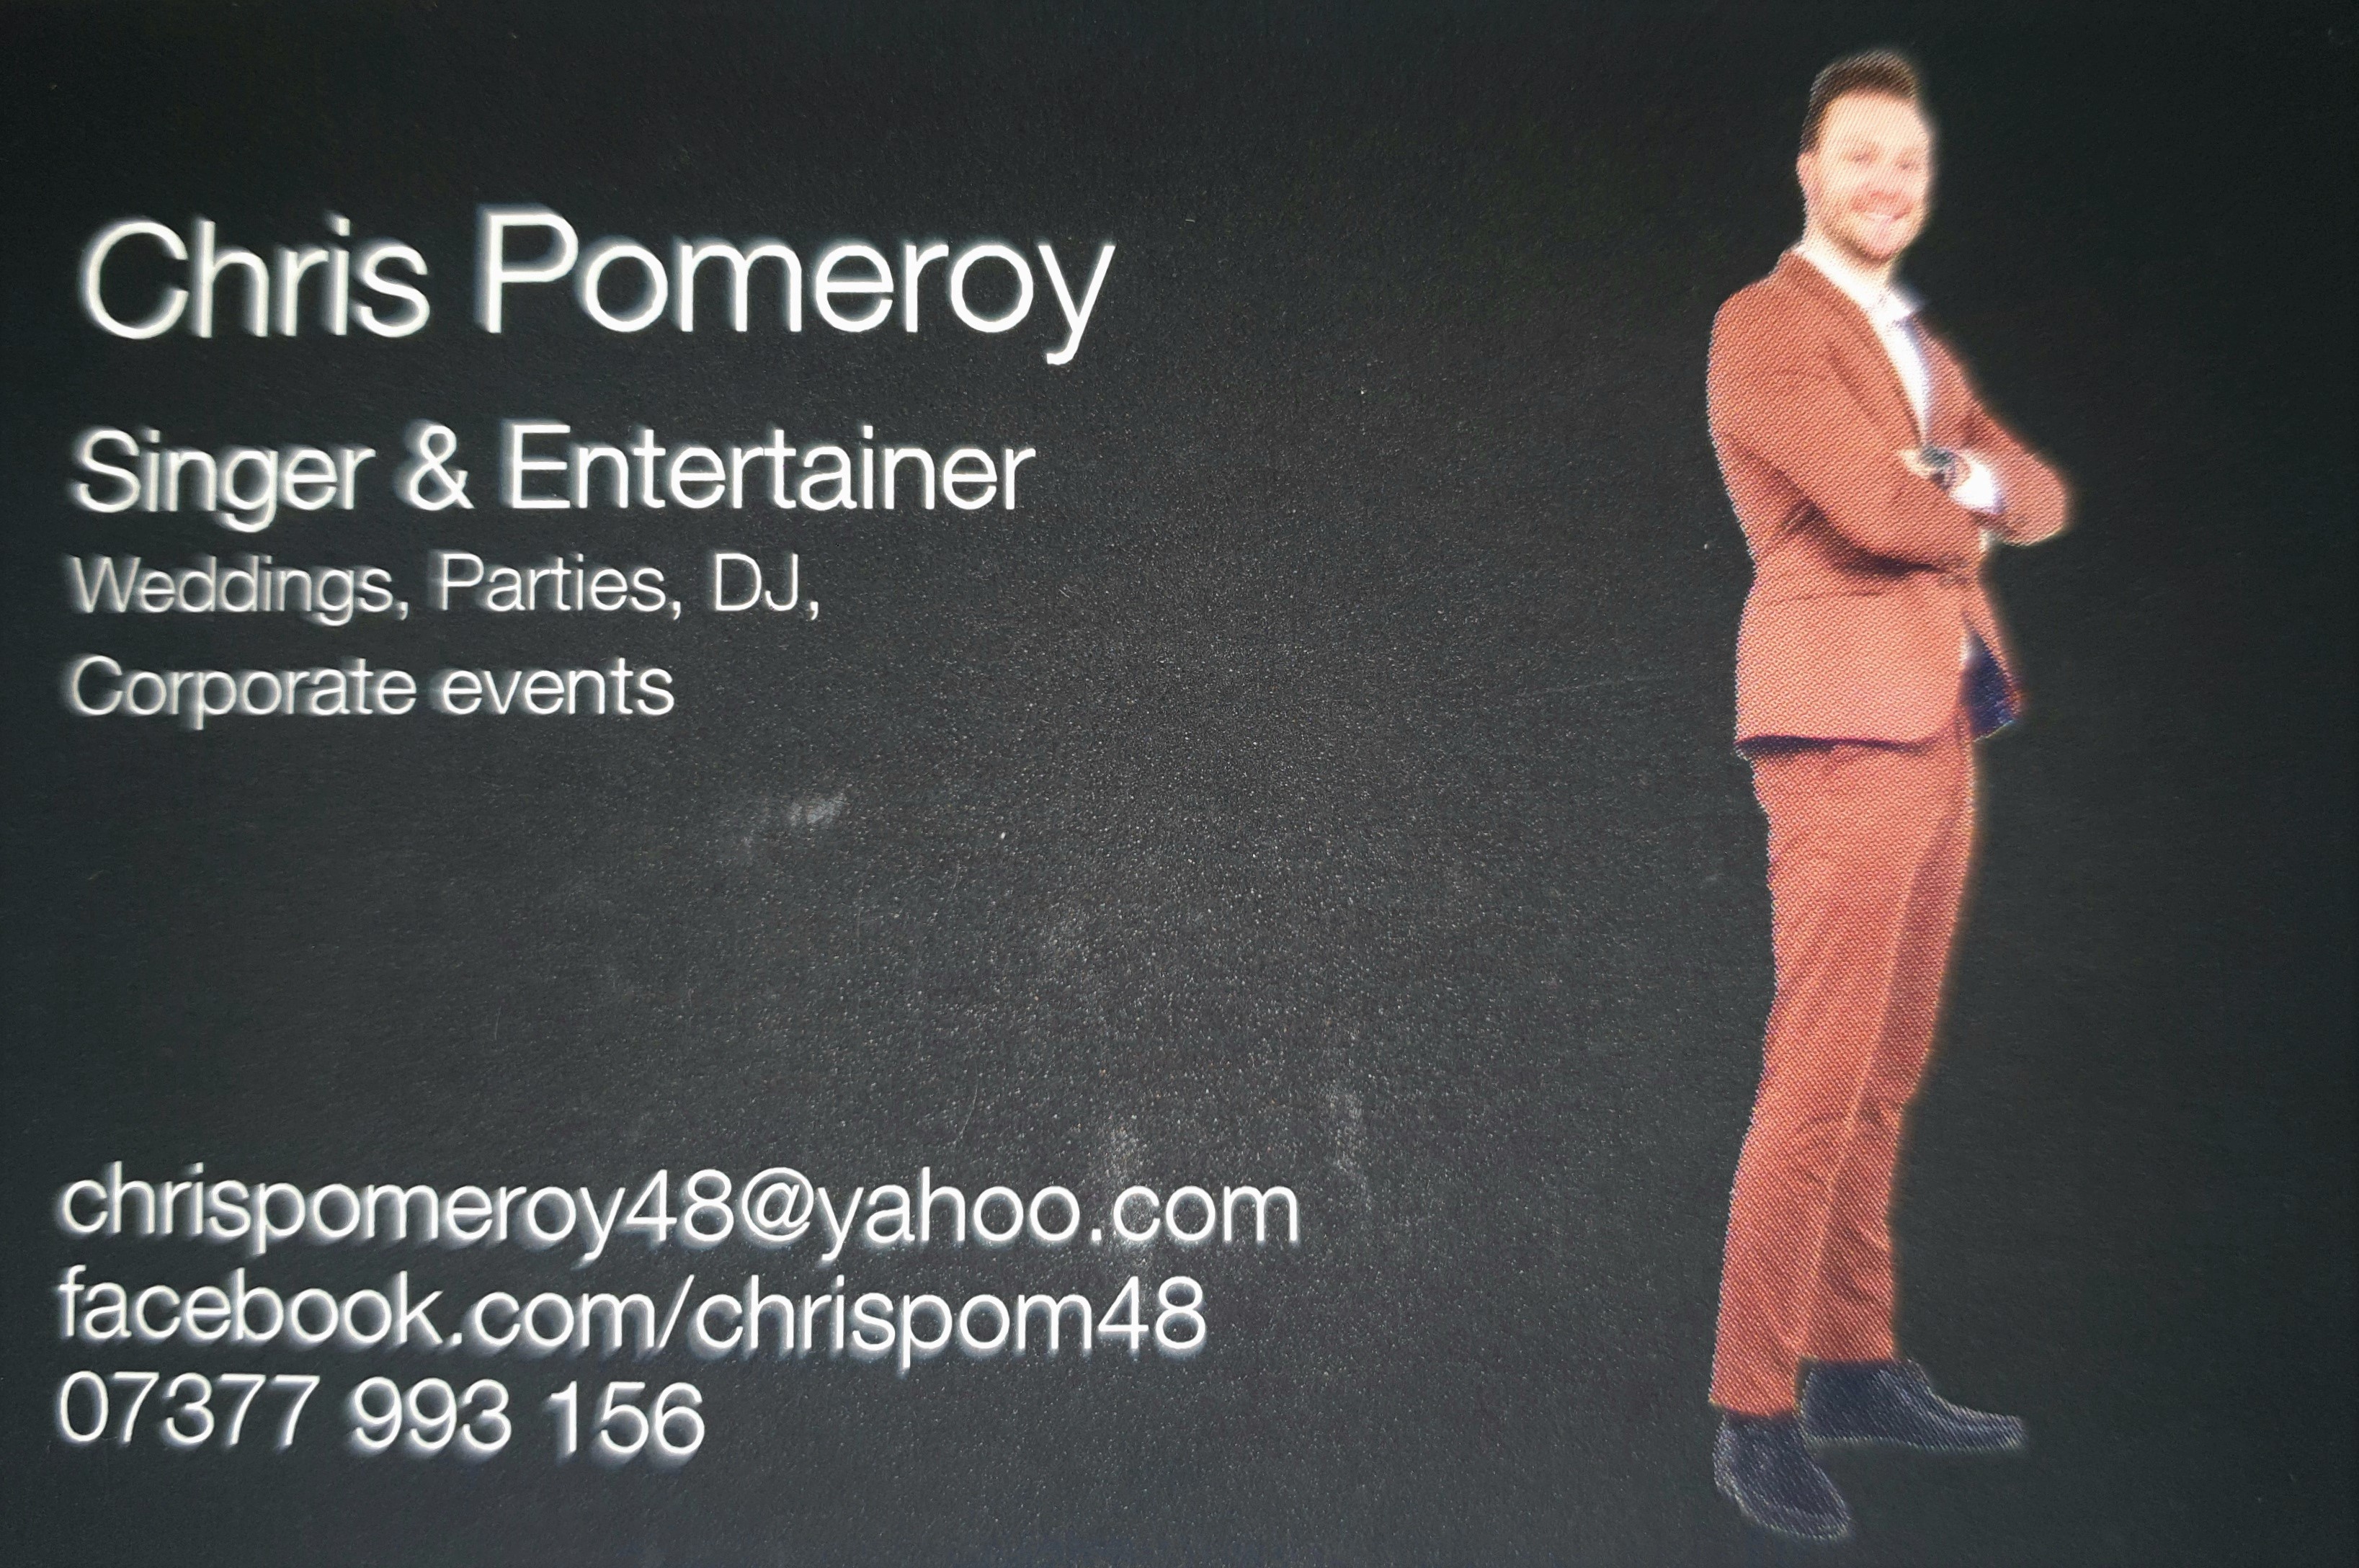 Chris Pomeroy
Singer & Entertainer
Weddings, Parties, DJ,
Corporate events
chrispomeroy48@yahoo.com
facebook.com/chrispom48
07377 993 156